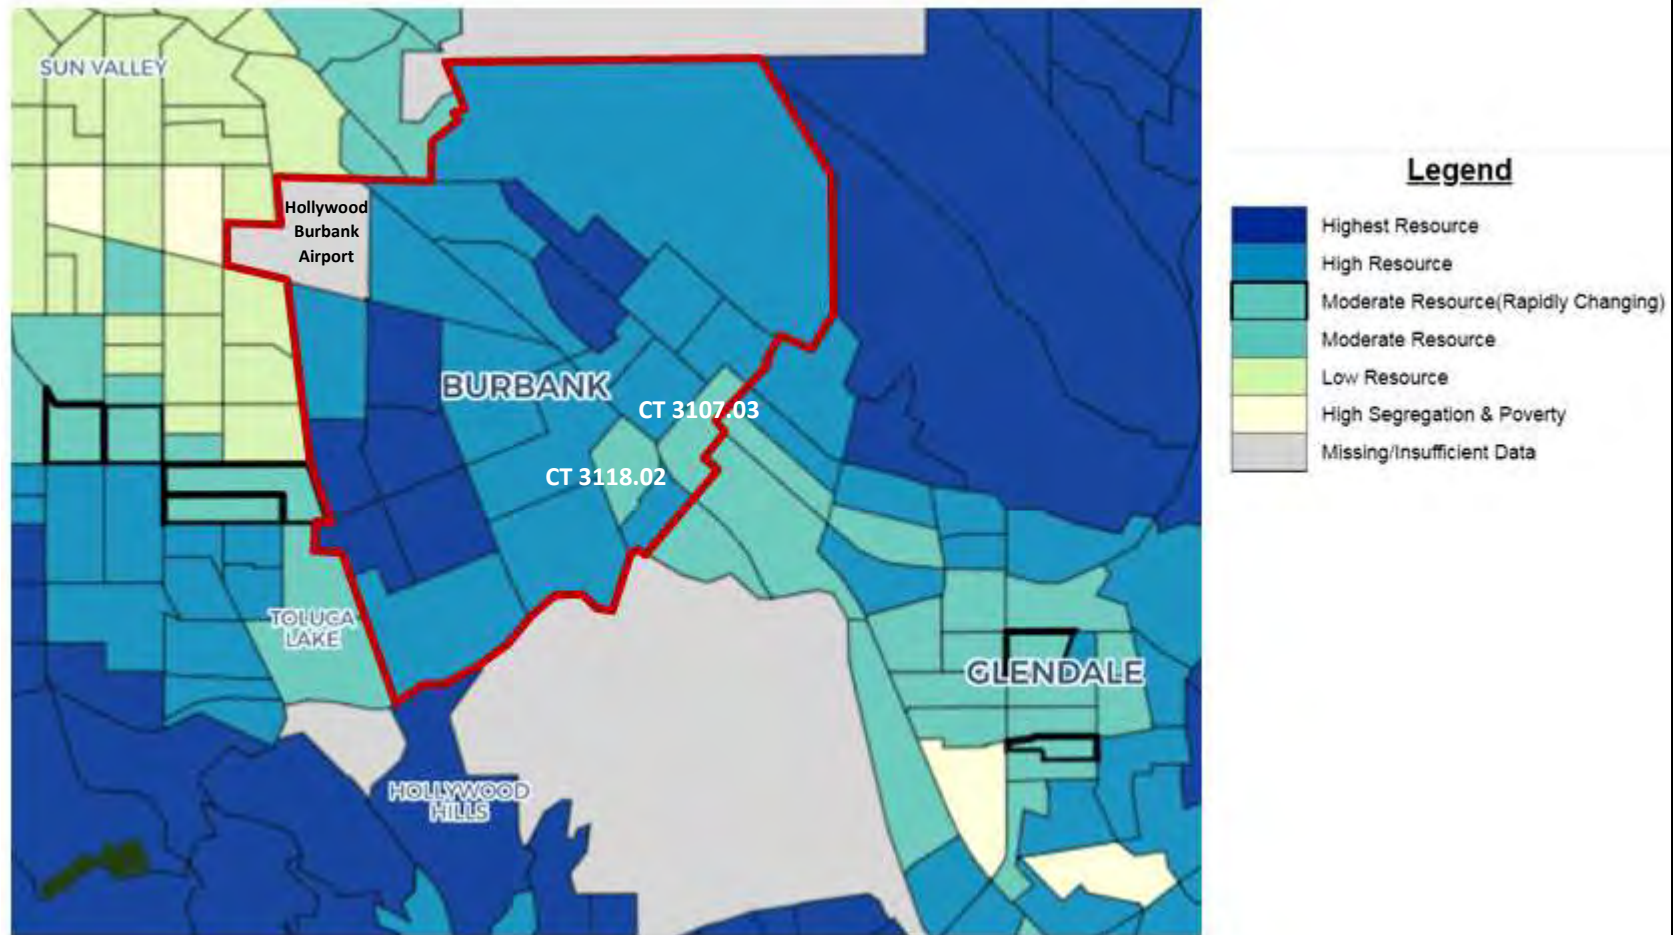 SUN VALLEY
Hollywood
Burbank
Airport
BURBANK
CT 3107.03
CT 3118.02
TOLUCA
LAKE
GLENDALE
HOLLYWOOD
HILLS
Legend
Highest Resource
High Resource
Moderate Resource(Rapidly Changing)
Moderate Resource
Low Resource
High Segregation & Poverty
Missing/Insufficient Data